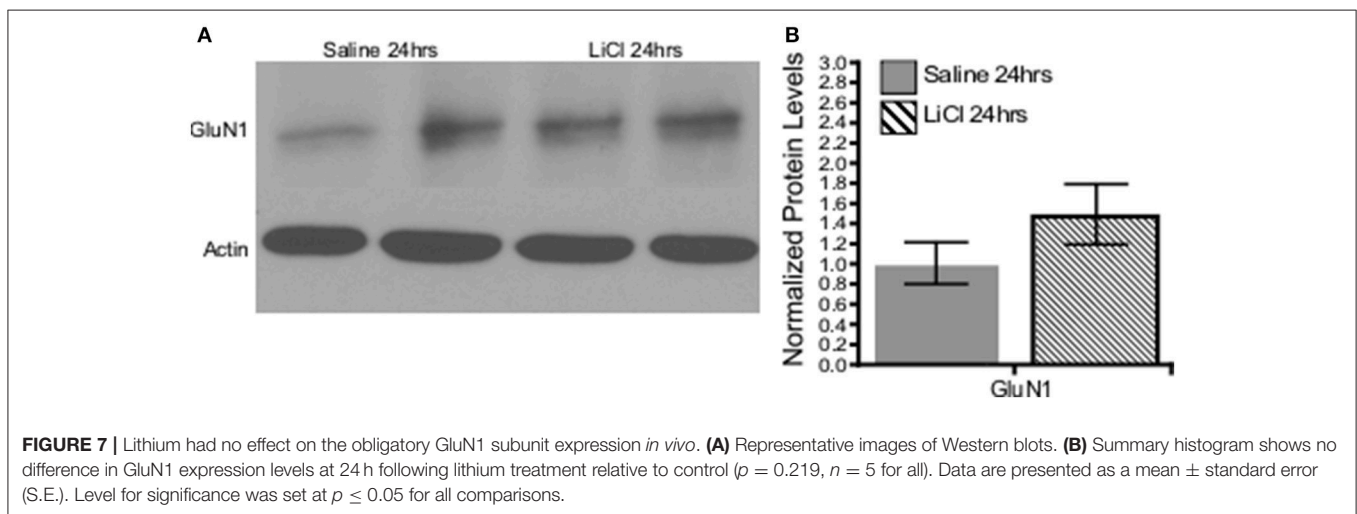 A
Saline 24hrs LiCl 24hrs
GluN1
Actin
B
Normalized Protein Levels
3.0
2.8
2.6
2.4
2.2
2.0
1.8
1.6
1.4
1.2
1.0
0.8
0.6
0.4
0.2
0.0
Saline 24hrs
LiCl 24hrs
GluN1
FIGURE 7 | Lithium had no effect on the obligatory GluN1 subunit expression in vivo. (A) Representative images of Western blots. (B) Summary histogram shows no
difference in GluN1 expression levels at 24 h following lithium treatment relative to control (p = 0.219, n = 5 for all). Data are presented as a mean ± standard error
(S.E.). Level for significance was set at p ≤ 0.05 for all comparisons.